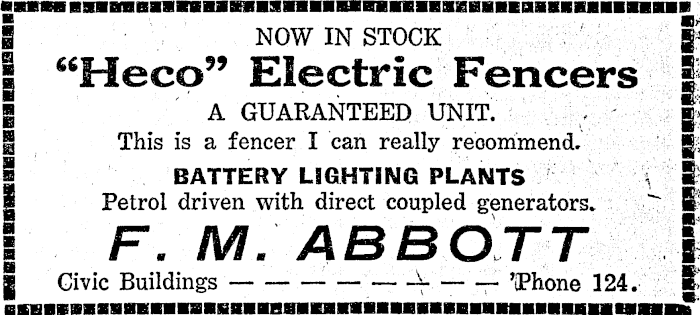 NOW IN STOCK
"Heco" Electric Fencers
A GUARANTEED UNIT.
This is a fencer I can really recommend.
BATTERY LIGHTING PLANTS
Petrol driven with direct coupled generators.
F. M. ABBOTT
Civic Buildings — — — — — — — — 'Phone 124.